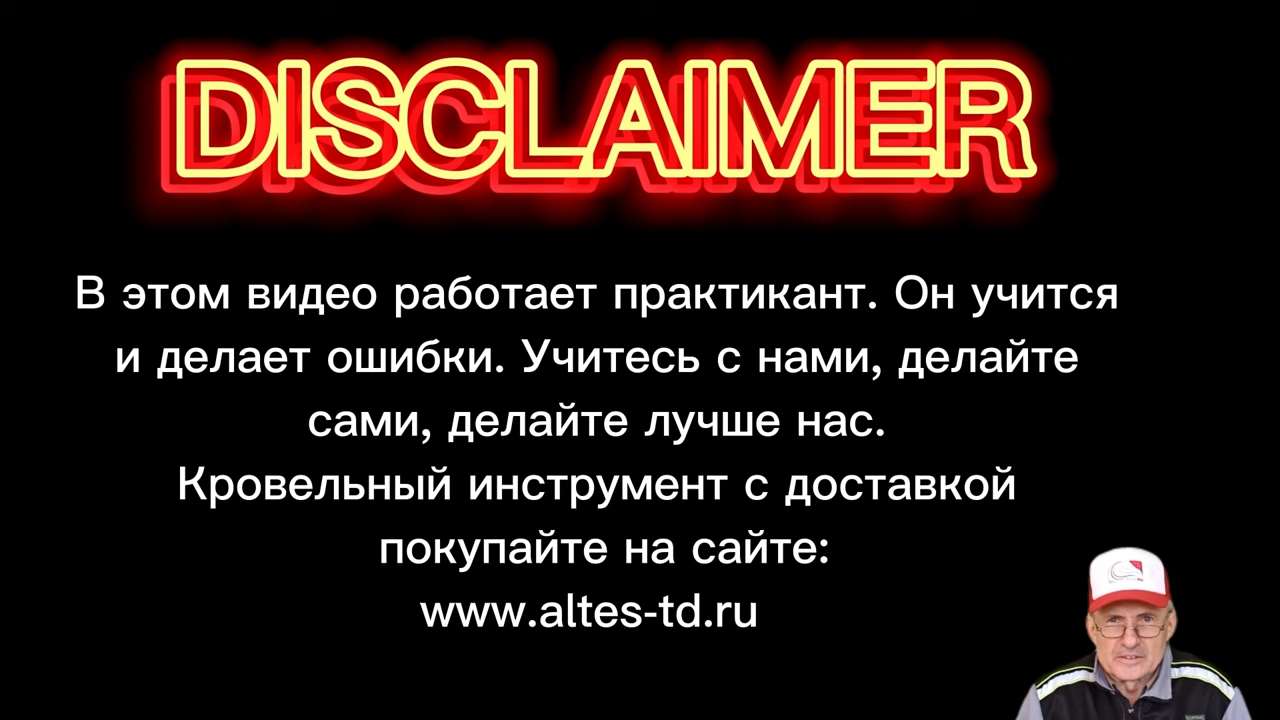 DISCLAIMER
В этом видео работает практикант. Он учится
и делает ошибки. Учитесь с нами, делайте
сами, делайте лучше нас.
Кровельный инструмент с доставкой
покупайте на сайте:
www.altes-td.ru